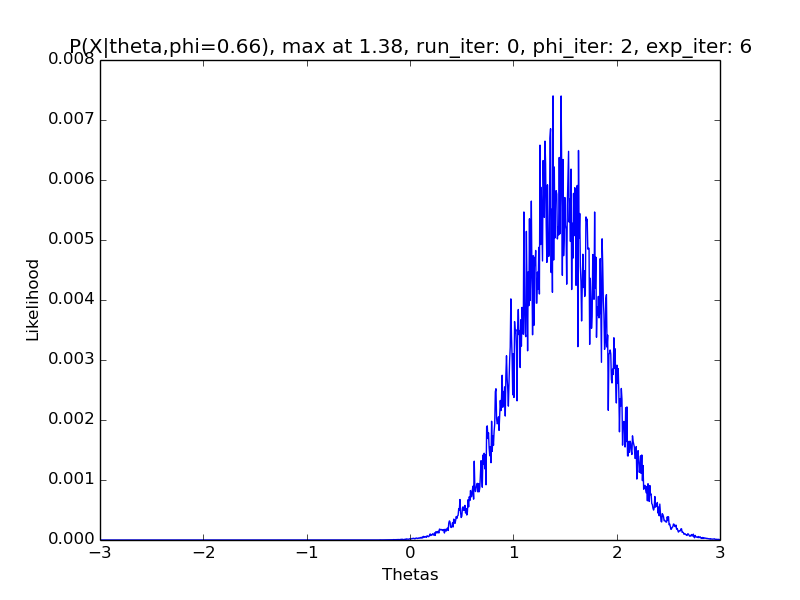 P(X|theta,phi=0.66), max at 1.38, run_iter: 0, phi_iter: 2, exp_iter: 6
0.008
0.007
0.006
0.005
0.004
0.003
0.002
0.001
0.000
Likelihood
−3 −2 −1 0 1 2 3
Thetas